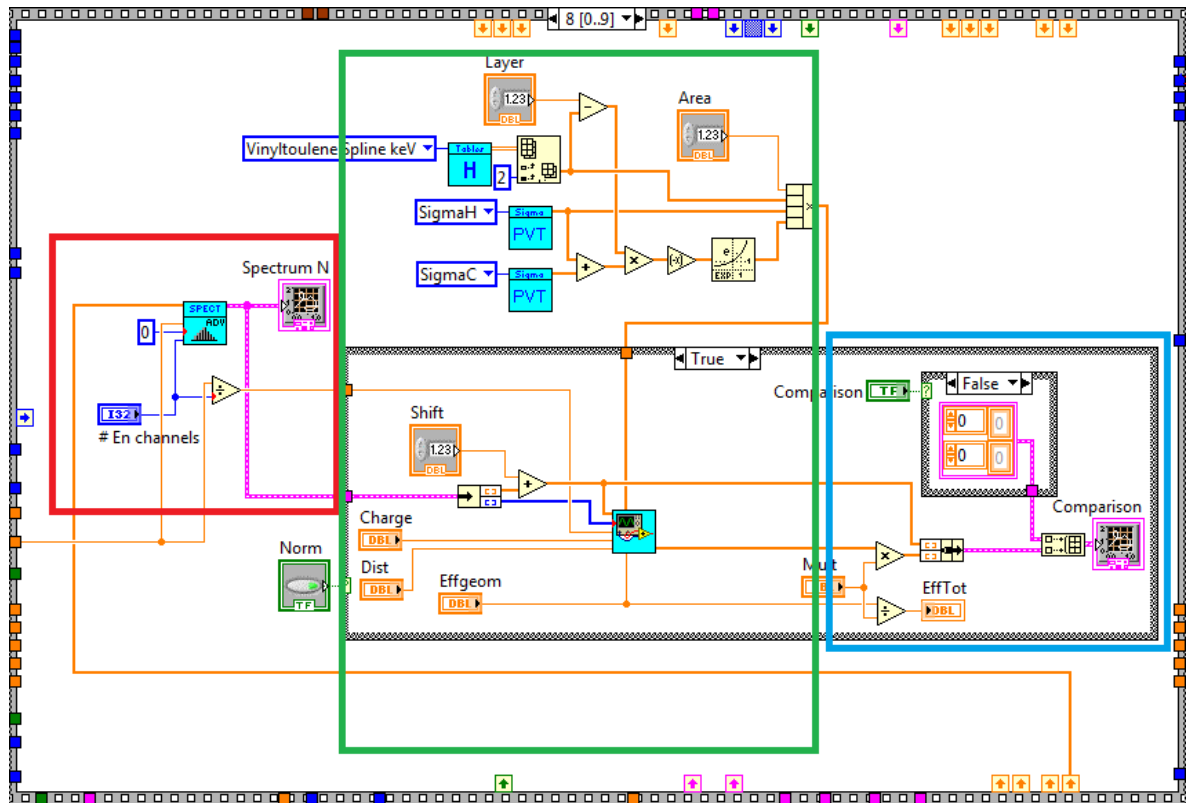 8 [0..9]
Layer
1.23
DBL
Area
1.23
DBL
Vinyltoulene Spline keV
Tables
H
2
SigmaH
Sigma
PVT
SigmaC
Sigma
PVT
e
EXP: 1
Spectrum N
SPECT
ADV
0
I32
# En channels
True
Comparison
TF
False
0
0
0
0
Shift
1.23
DBL
Comparison
Charge
DBL
Norm
TF
Dist
DBL
Effgeom
DBL
EffTot
DBL